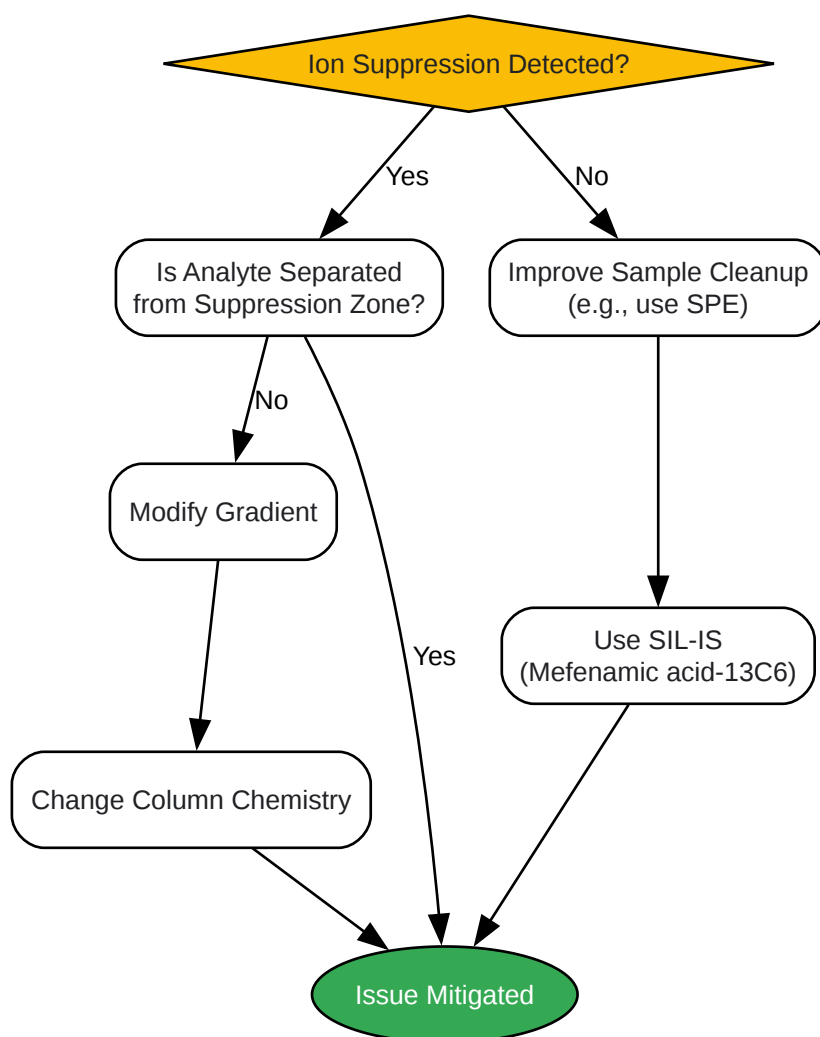 Ion Suppression Detected?
Yes
No
Is Analyte Separated
from Suppression Zone?
Improve Sample Cleanup
(e.g., use SPE)
No
Modify Gradient
Yes
Use SIL-IS
(Mefenamic acid-13C6)
Change Column Chemistry
Issue Mitigated